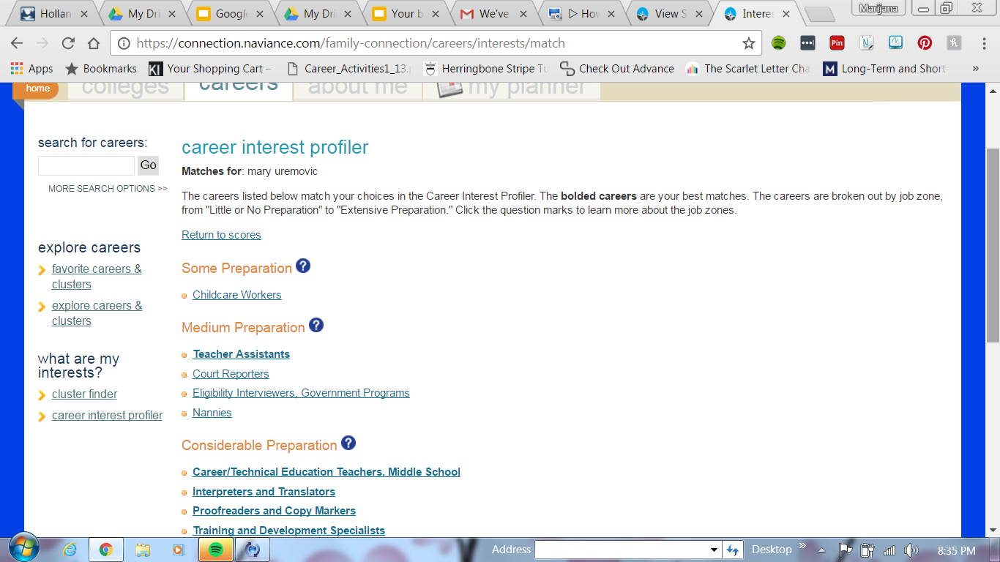 Hollan
My Dri
Google
My Dri
Your b
We've
How
View S
Interes
Marijana
https://connection.naviance.com/family-connection/careers/interests/match
Apps
Bookmarks
Your Shopping Cart –
Career_Activities1_13.p
Herringbone Stripe Tu
Check Out Advance
The Scarlet Letter Cha
Long-Term and Short-
»
home
colleges
careers
about me
my planner
search for careers:
Go
MORE SEARCH OPTIONS >>
explore careers
favorite careers &
clusters
explore careers &
clusters
what are my
interests?
cluster finder
career interest profiler
career interest profiler
Matches for: mary uremovic
The careers listed below match your choices in the Career Interest Profiler. The bolded careers are your best matches. The careers are broken out by job zone,
from "Little or No Preparation" to "Extensive Preparation." Click the question marks to learn more about the job zones.
Return to scores
Some Preparation ?
Childcare Workers
Medium Preparation ?
Teacher Assistants
Court Reporters
Eligibility Interviewers, Government Programs
Nannies
Considerable Preparation ?
Career/Technical Education Teachers, Middle School
Interpreters and Translators
Proofreaders and Copy Markers
Training and Development Specialists
Address
Desktop »
8:35 PM